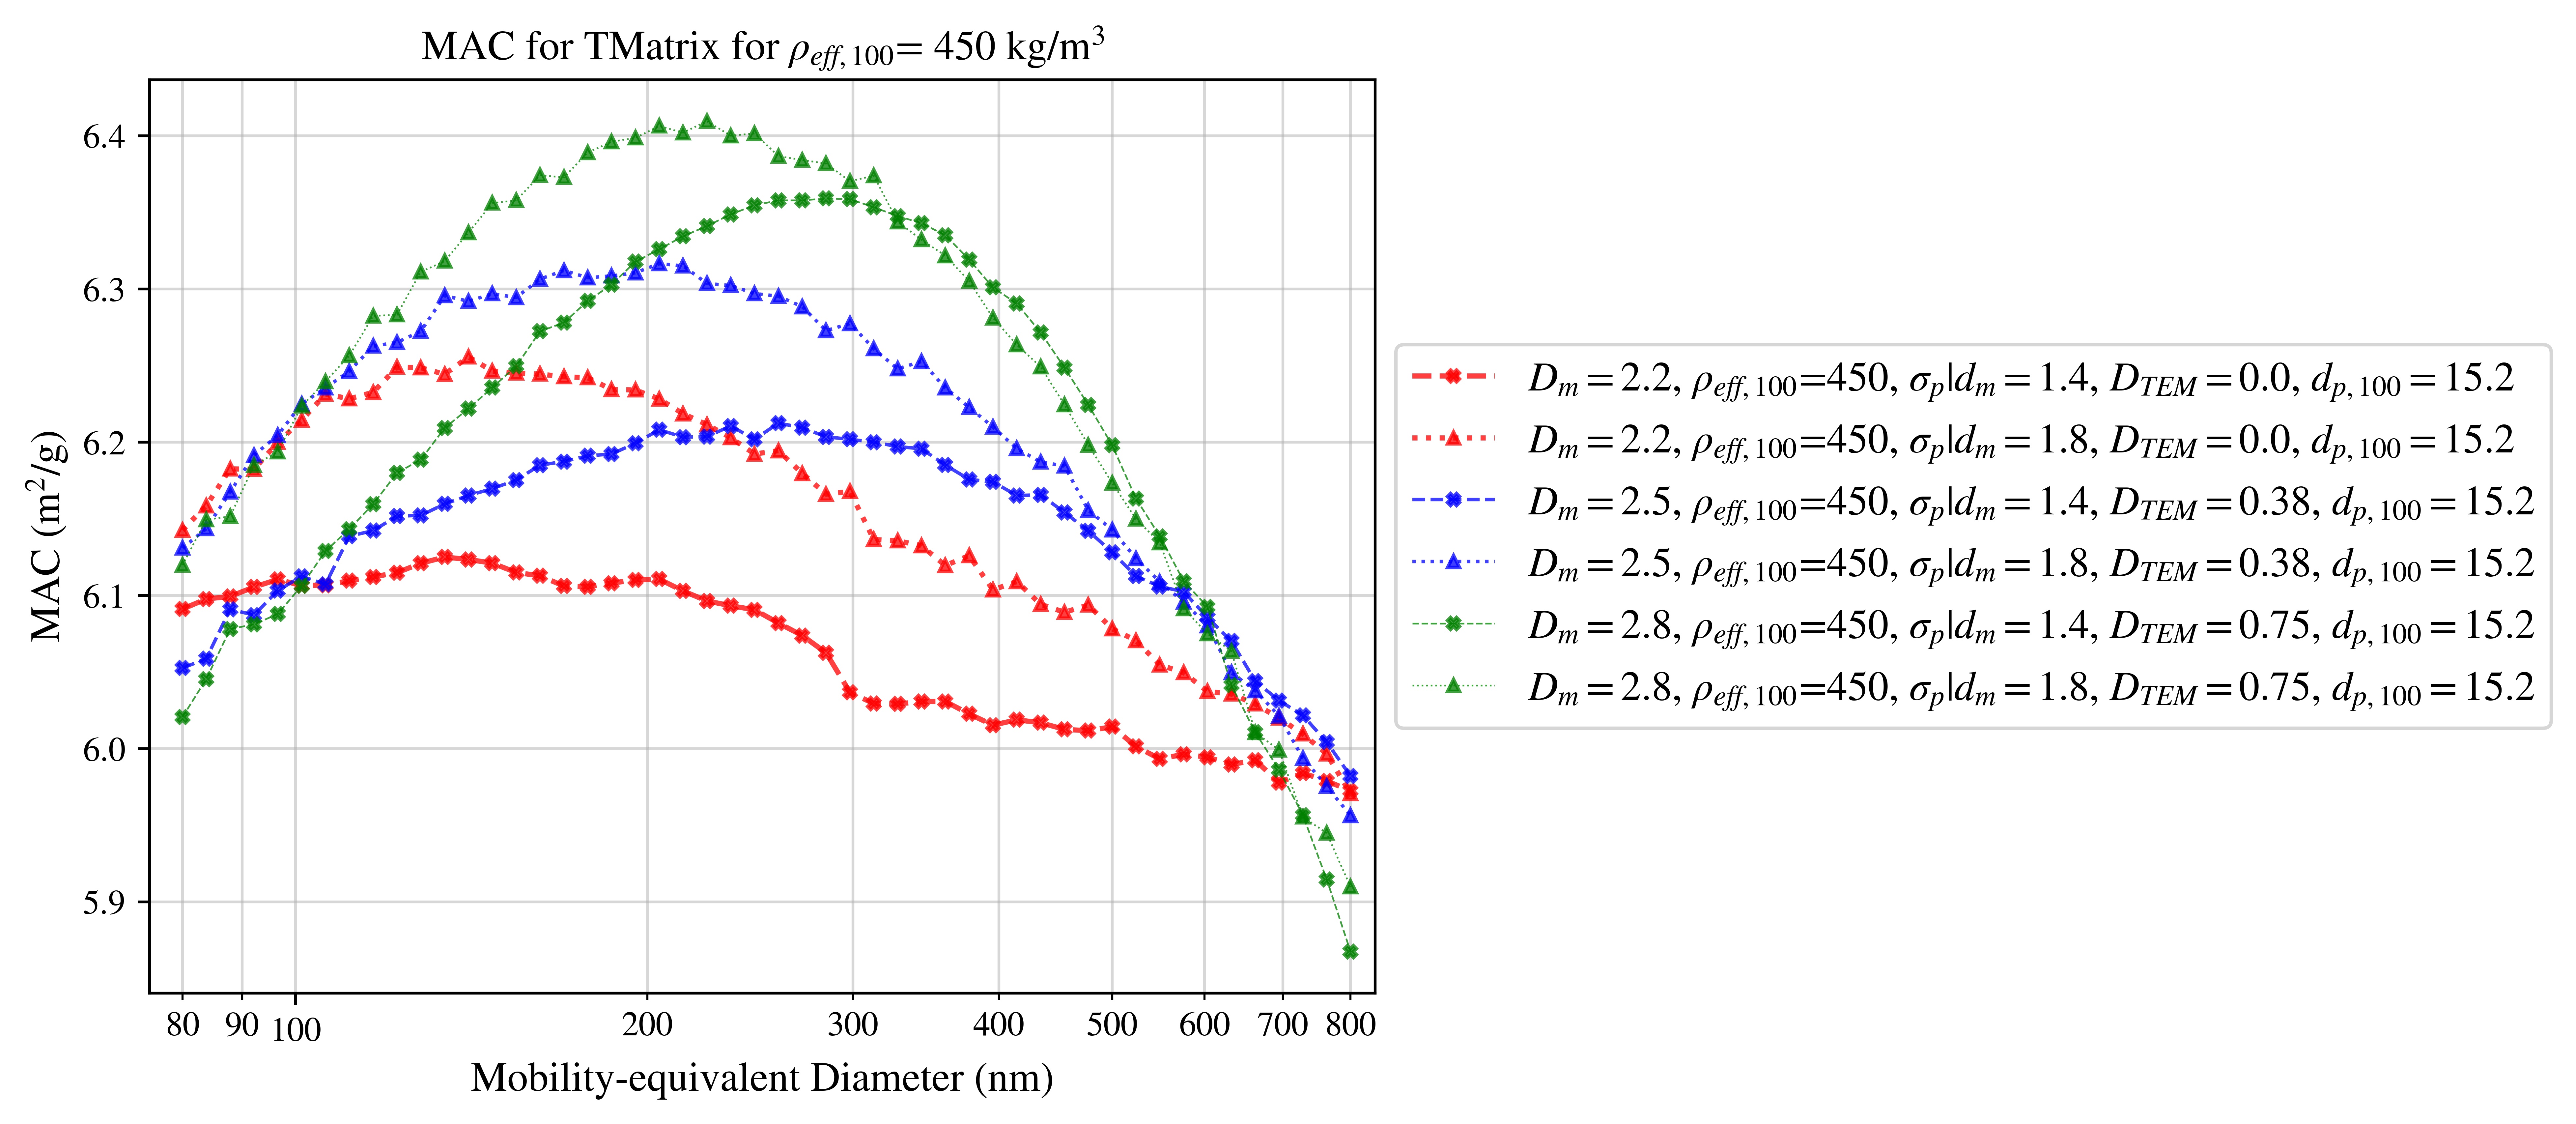 MAC for TMatrix for ρeff,100= 450 kg/m³
MAC (m²/g)
6.4
6.3
6.2
6.1
6.0
5.9
80 90 100 200 300 400 500 600 700 800
Mobility-equivalent Diameter (nm)
Dm = 2.2, ρeff,100=450, σp|dm = 1.4, DTEM = 0.0, dp,100 = 15.2
Dm = 2.2, ρeff,100=450, σp|dm = 1.8, DTEM = 0.0, dp,100 = 15.2
Dm = 2.5, ρeff,100=450, σp|dm = 1.4, DTEM = 0.38, dp,100 = 15.2
Dm = 2.5, ρeff,100=450, σp|dm = 1.8, DTEM = 0.38, dp,100 = 15.2
Dm = 2.8, ρeff,100=450, σp|dm = 1.4, DTEM = 0.75, dp,100 = 15.2
Dm = 2.8, ρeff,100=450, σp|dm = 1.8, DTEM = 0.75, dp,100 = 15.2